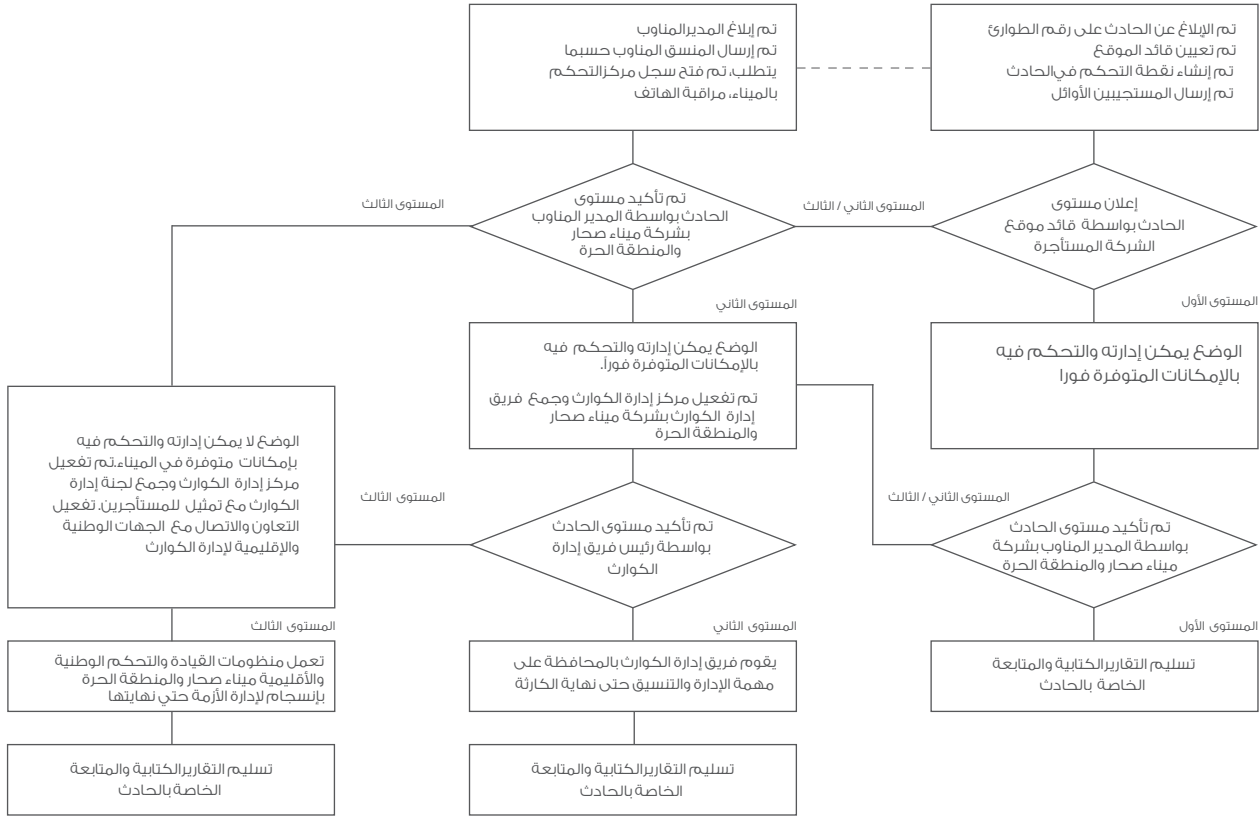 تم الإبلاغ عن الحادث على رقم الطوارئ
تم تعيين قائد الموقع
تم إنشاء نقطة التحكم في الحادث
تم إرسال المستجيبين الأوائل
تم إبلاغ المدير المناوب
تم إرسال المنسق المناوب حسبما
يتطلب، تم فتح سجل مركز التحكم
بالميناء، مراقبة الهاتف
إعلان مستوى
الحادث بواسطة قائد موقع
الشركة المستأجرة
المستوى الثاني / الثالث
تم تأكيد مستوى
الحادث بواسطة المدير المناوب
بشركة ميناء صحار
والمنطقة الحرة
المستوى الثالث
المستوى الأول
المستوى الثاني
الوضع يمكن إدارته والتحكم فيه
بالإمكانات المتوفرة فورا
الوضع يمكن إدارته والتحكم فيه
بالإمكانات المتوفرة فوراً.
تم تفعيل مركز إدارة الكوارث وجمع فريق
إدارة الكوارث بشركة ميناء صحار
والمنطقة الحرة
الوضع لا يمكن إدارته والتحكم فيه
بإمكانات متوفرة في الميناء.تم تفعيل
مركز إدارة الكوارث وجمع لجنة إدارة
الكوارث مع تمثيل للمستأجرين. تفعيل
التعاون والاتصال مع الجهات الوطنية
والإقليمية لإدارة الكوارث
المستوى الثاني / الثالث
المستوى الثالث
تم تأكيد مستوى الحادث
بواسطة المدير المناوب بشركة
ميناء صحار والمنطقة الحرة
تم تأكيد مستوى الحادث
بواسطة رئيس فريق إدارة
الكوارث
المستوى الأول
المستوى الثاني
المستوى الثالث
تسليم التقارير الكتابية والمتابعة
الخاصة بالحادث
يقوم فريق إدارة الكوارث بالمحافظة على
مهمة الإدارة والتنسيق حتى نهاية الكارثة
تعمل منظومات القيادة والتحكم الوطنية
والأقليمية ميناء صحار والمنطقة الحرة
بإنسجام لإدارة الأزمة حتي نهايتها
تسليم التقارير الكتابية والمتابعة
الخاصة بالحادث
تسليم التقارير الكتابية والمتابعة
الخاصة بالحادث